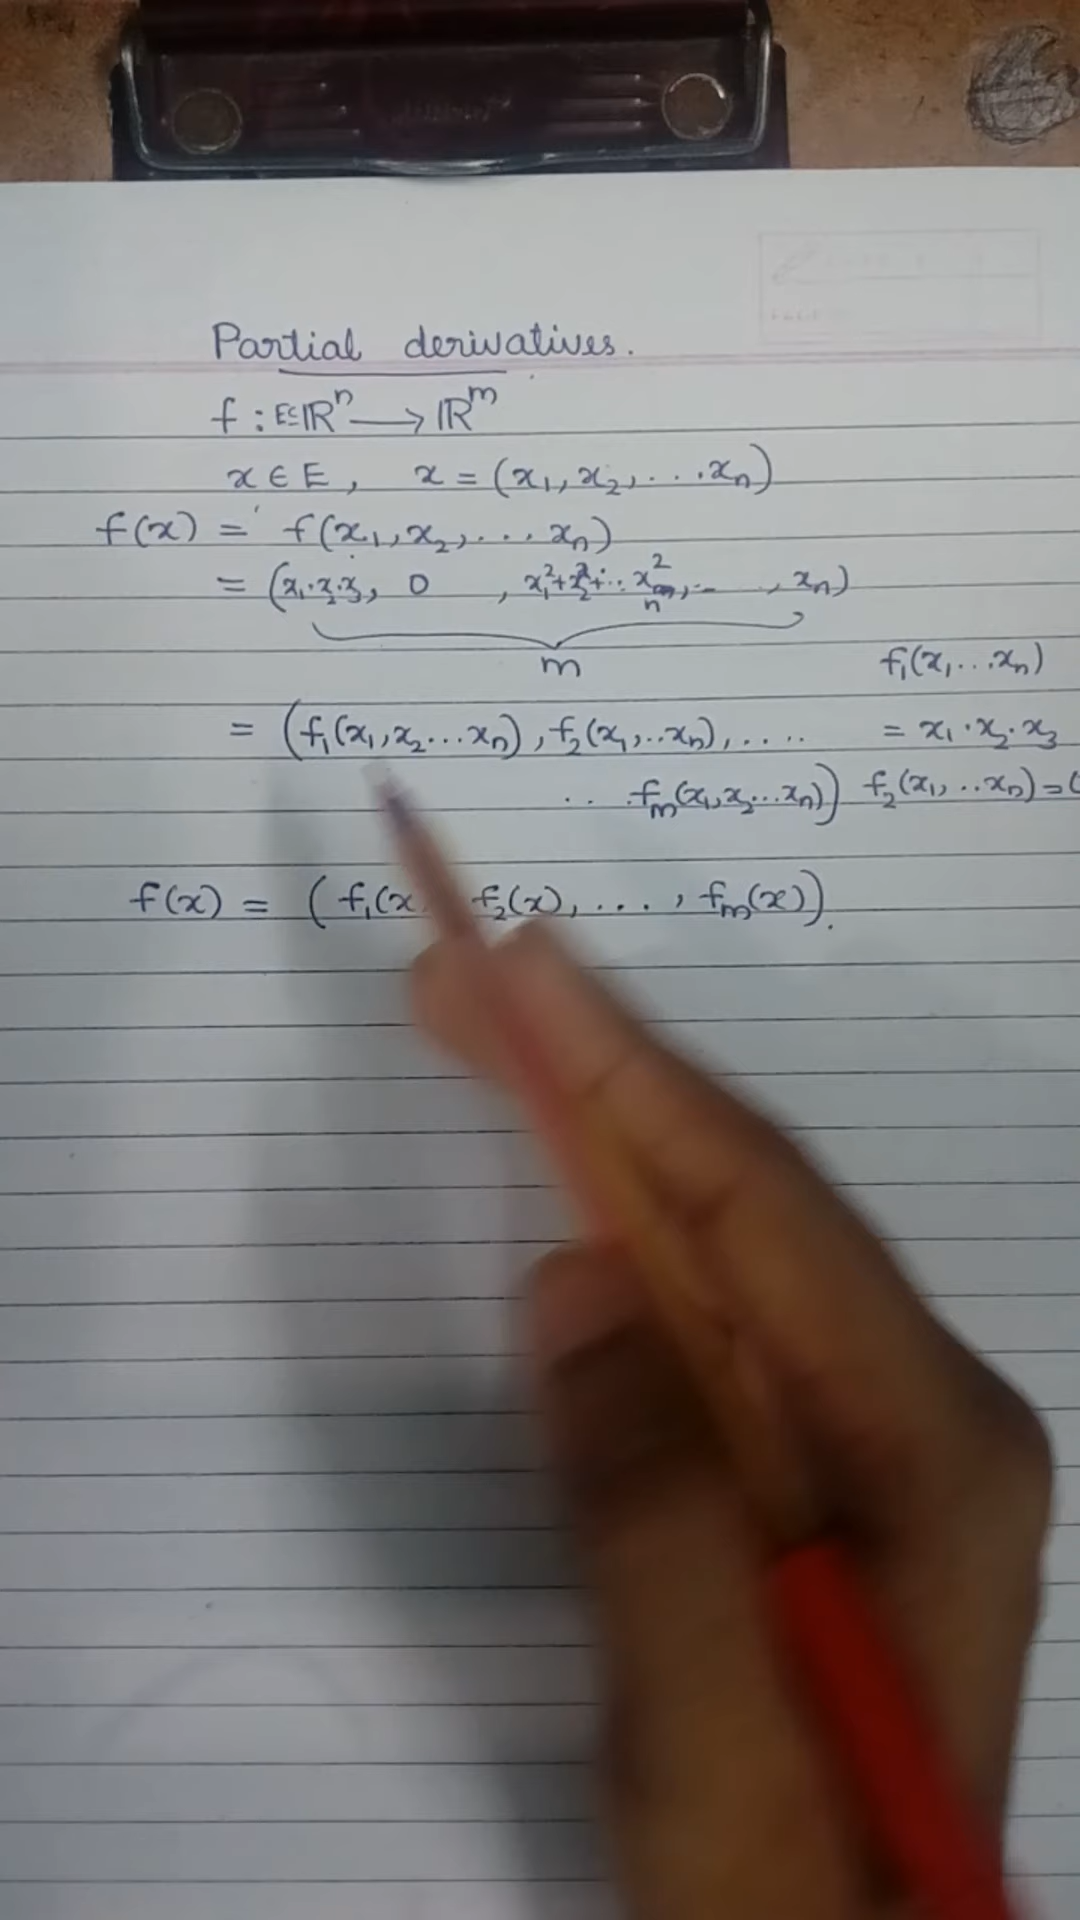 Partial derivatives.
f : E⊆ℝⁿ ⟶ ℝᵐ
x ∈ E, x = (x₁, x₂, ...xₙ)
f(x) = f(x₁, x₂, ... xₙ)
= (x₁·x₂·x₃, 0, x₁²+x₂²+.. xₙ², .. , xₙ)
m
= (f₁(x₁, x₂...xₙ), f₂(x₁, ..xₙ), ....
.. .fₘ(x₁, x₂...xₙ))
f₁(x₁...xₙ)
= x₁·x₂·x₃
f₂(x₁, ..xₙ) =
f(x) = (f₁(x f₂(x), ... , fₘ(x)).